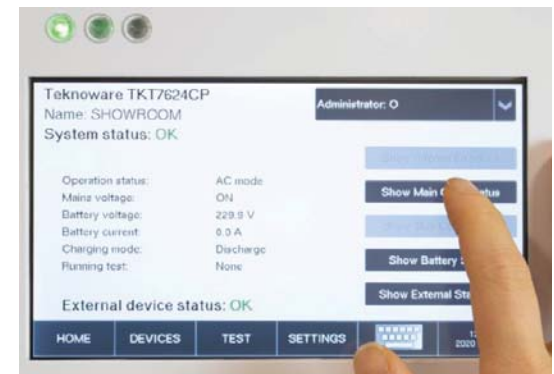 Teknoware TKT7624CP
Administrator: O
Name: SHOWROOM
System status: OK
Operation status: AC mode
Mains voltage: ON
Show Main status
Battery voltage: 229.9 V
Battery current: 0.0 A
Charging mode: Discharge
Show Battery
Running test: None
Show External
External device status: OK
HOME DEVICES TEST SETTINGS
2020